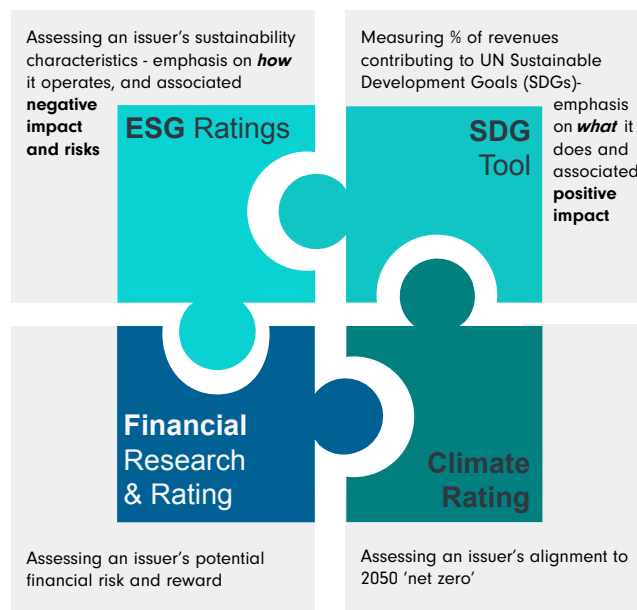 Assessing an issuer's sustainability
characteristics - emphasis on how
it operates, and associated
negative
impact
and risks
ESG Ratings
Measuring % of revenues
contributing to UN Sustainable
Development Goals (SDGs)-
emphasis
on what it
does and
associated
positive
impact
SDG
Tool
Financial
Research
& Rating
Climate
Rating
Assessing an issuer's potential
financial risk and reward
Assessing an issuer's alignment to
2050 'net zero'